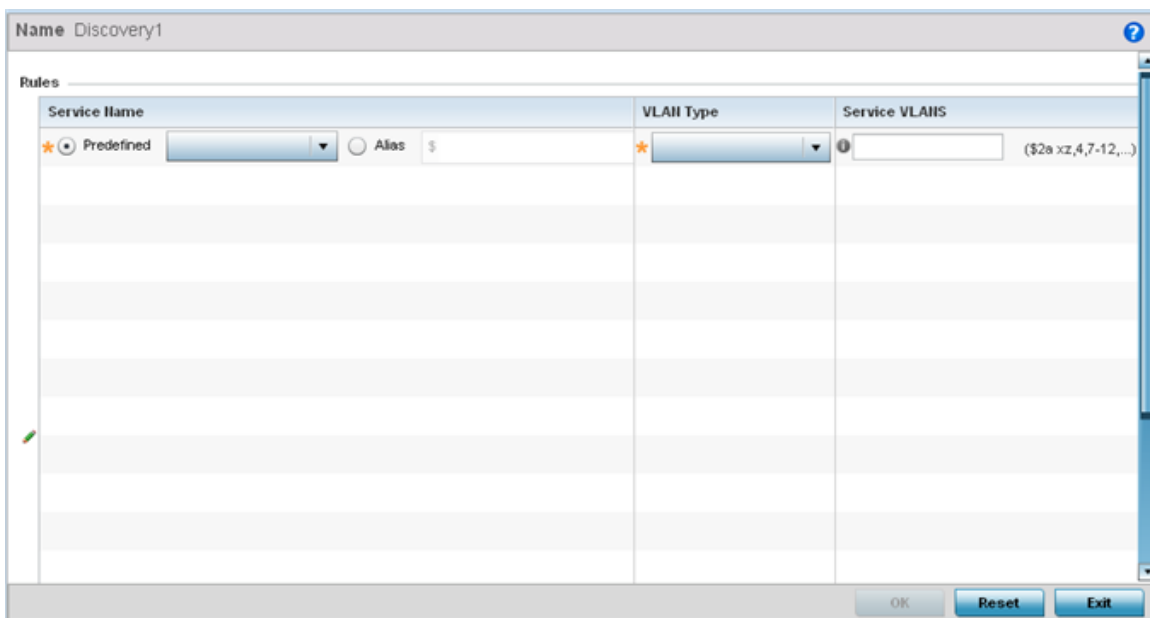 Name Discovery1
?
Rules
Service Name VLAN Type Service VLANS
Predefined Alias $ ($2a xz,4,7-12,...)
OK Reset Exit